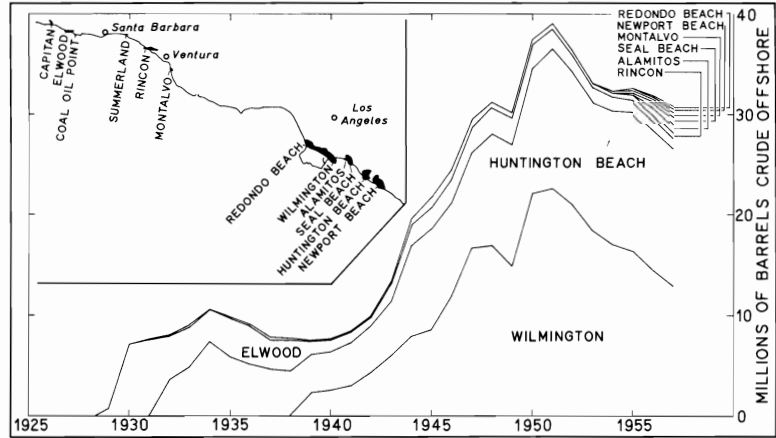 Santa Barbara
Ventura
CAPITAN
ELWOOD
COAL OIL POINT
SUMMERLAND
RINCON
MONTALVO
Los
Angeles
REDONDO BEACH
WILMINGTON
ALAMITOS
SEAL BEACH
HUNTINGTON BEACH
NEWPORT BEACH
REDONDO BEACH
NEWPORT BEACH
MONTALVO
SEAL BEACH
ALAMITOS
RINCON
HUNTINGTON BEACH
ELWOOD
WILMINGTON
40
30
20
10
0
MILLIONS OF BARRELS CRUDE OFFSHORE
1925
1930
1935
1940
1945
1950
1955